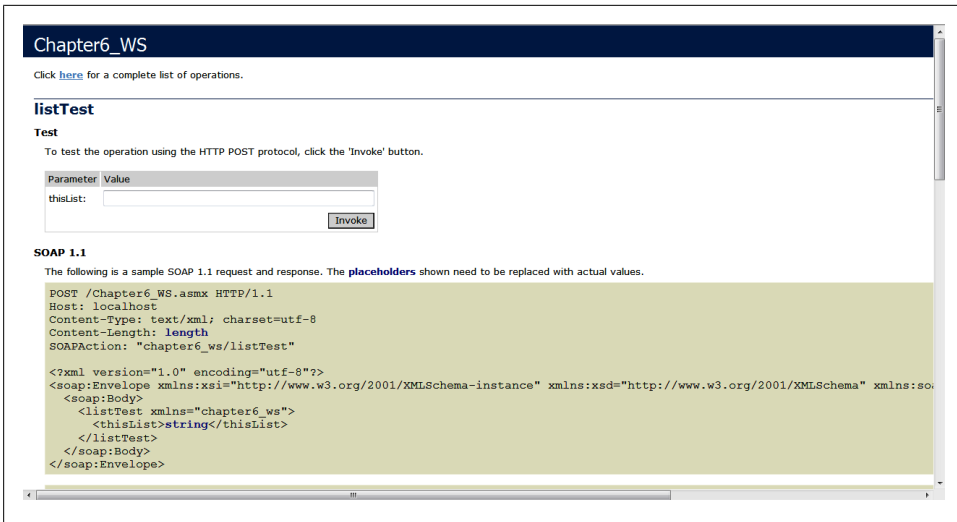 Chapter6_WS
Click here for a complete list of operations.
listTest
Test
To test the operation using the HTTP POST protocol, click the 'Invoke' button.
Parameter Value
thisList:
Invoke
SOAP 1.1
The following is a sample SOAP 1.1 request and response. The placeholders shown need to be replaced with actual values.
POST /Chapter6_WS.asmx HTTP/1.1
Host: localhost
Content-Type: text/xml; charset=utf-8
Content-Length: length
SOAPAction: "chapter6_ws/listTest"
<?xml version="1.0" encoding="utf-8"?>
<soap:Envelope xmlns:xsi="http://www.w3.org/2001/XMLSchema-instance" xmlns:xsd="http://www.w3.org/2001/XMLSchema" xmlns:soa
<soap:Body>
<listTest xmlns="chapter6_ws">
<thisList>string</thisList>
</listTest>
</soap:Body>
</soap:Envelope>